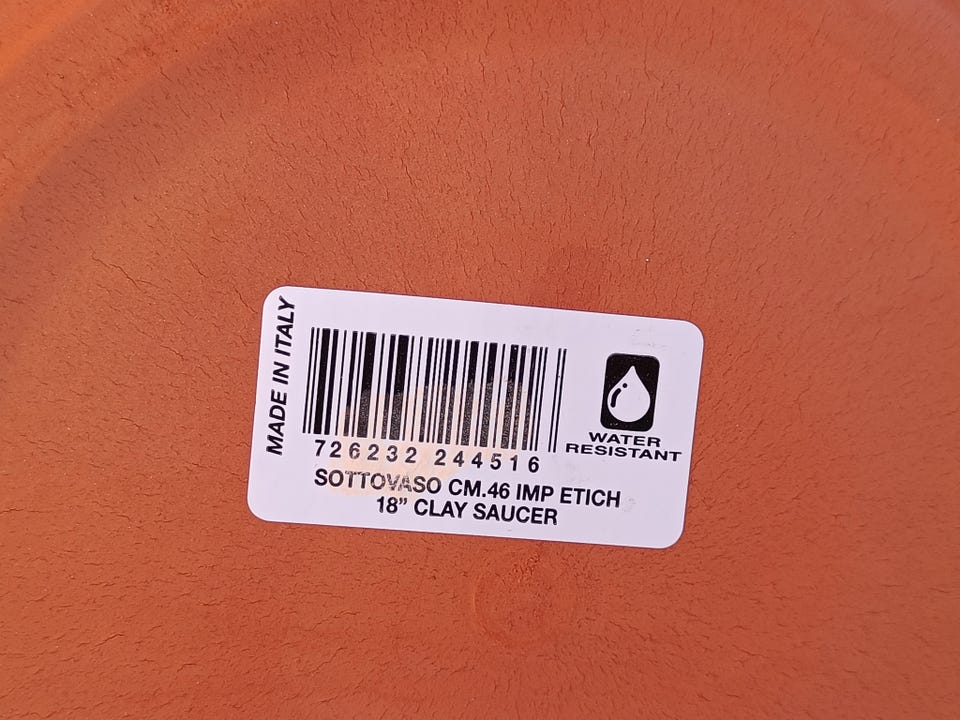 MADE IN ITALY
726232 244516
WATER
RESISTANT
SOTTOVASO CM.46 IMP ETICH
18” CLAY SAUCER